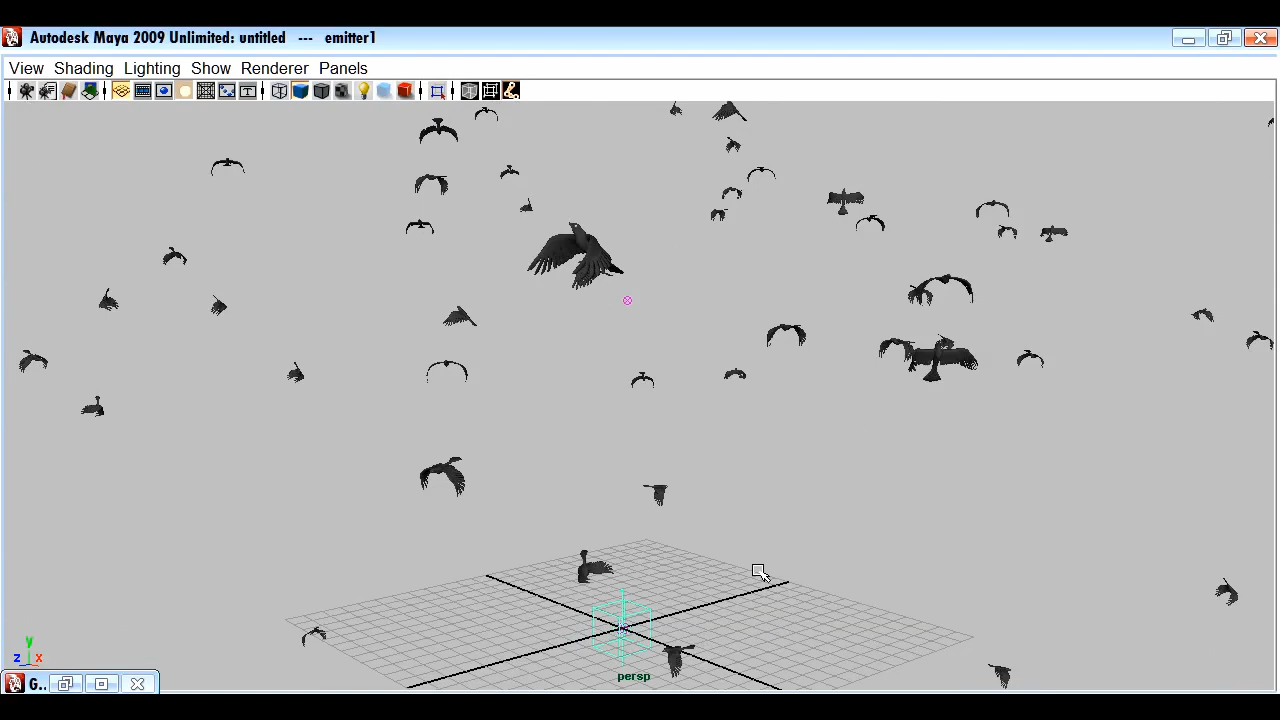 Autodesk Maya 2009 Unlimited: untitled --- emitter1
View Shading Lighting Show Renderer Panels
y
z x
persp
G..